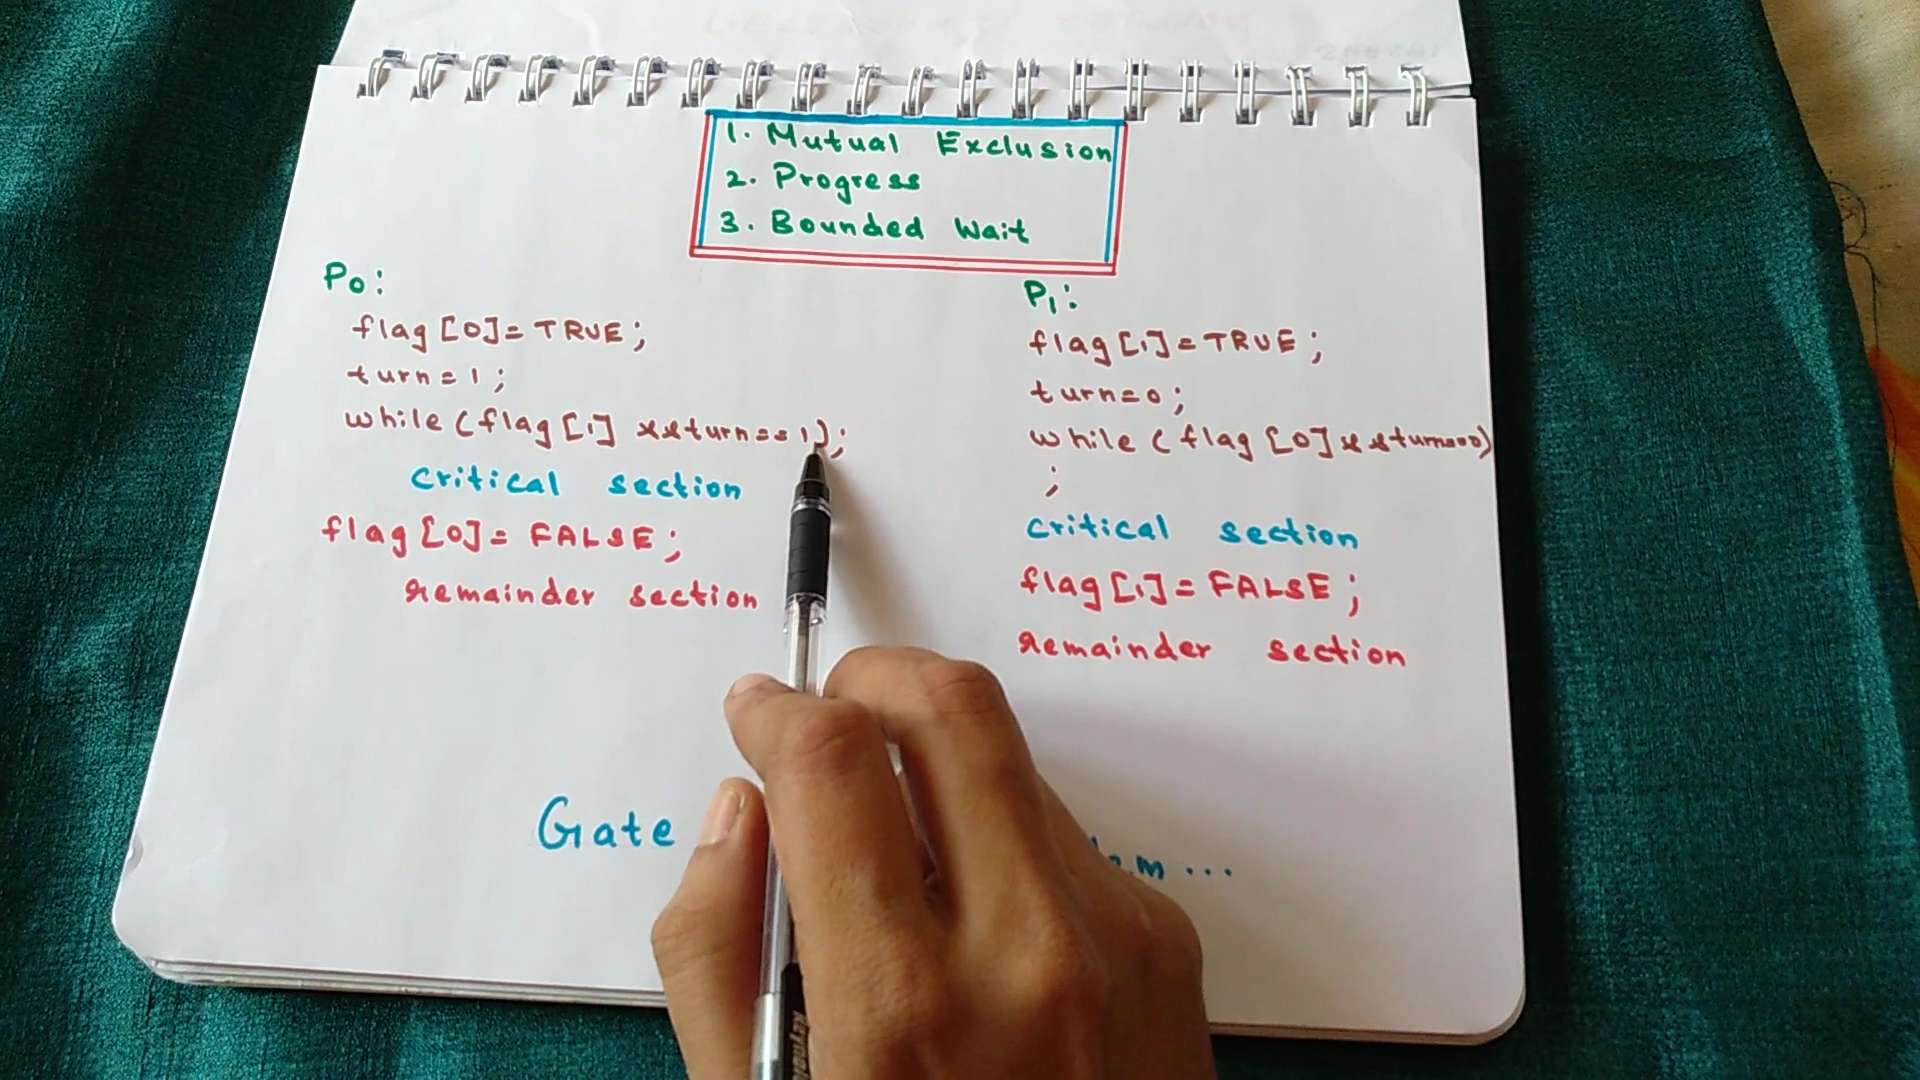 1. Mutual Exclusion
2. Progress
3. Bounded Wait
P0:
flag[0]= TRUE;
turn=1;
while(flag[1] &&turn==1);
critical section
flag[0]= FALSE;
remainder section
P1:
flag[1]=TRUE;
turn=0;
while(flag[0]&&turn==0)
;
critical section
flag[1]=FALSE;
remainder section
Gate